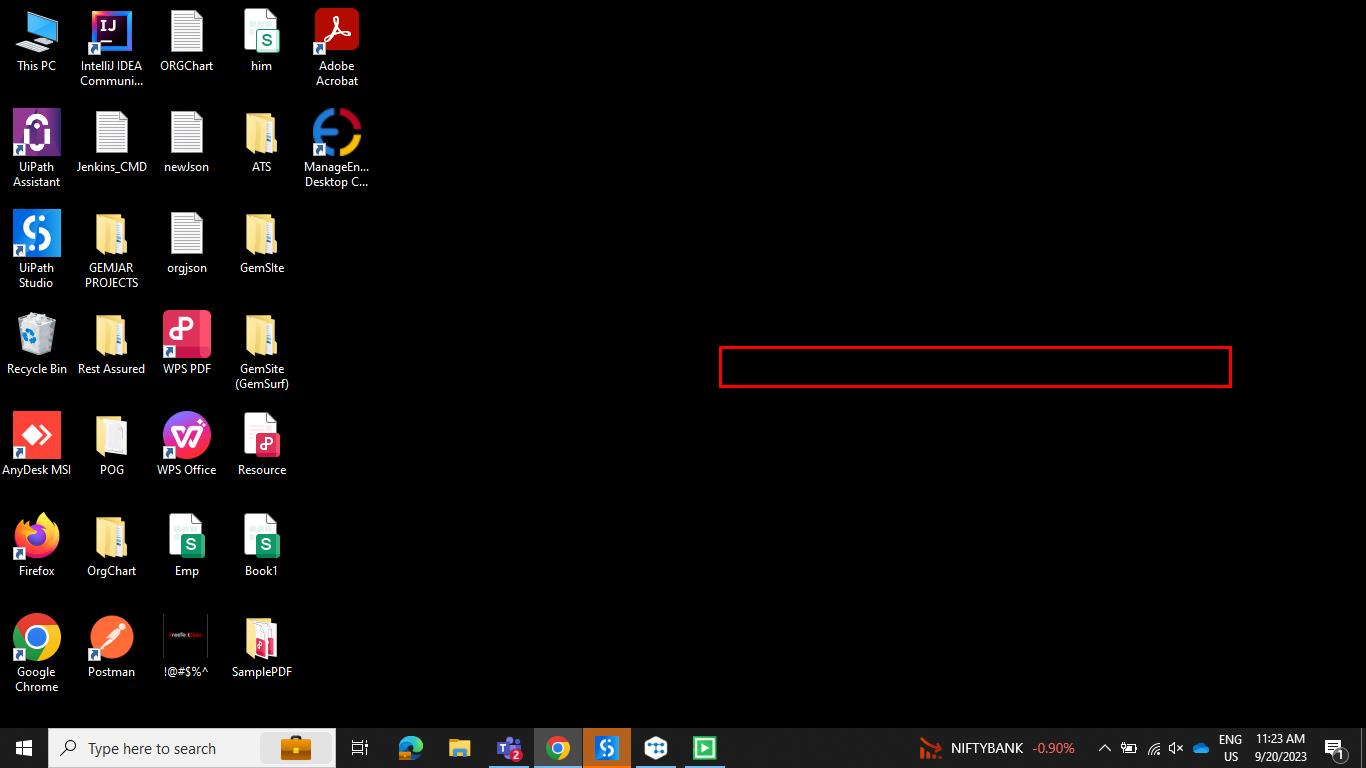 This PC
IntelliJ IDEA
Communi...
ORGChart
him
Adobe
Acrobat
UiPath
Assistant
Jenkins_CMD
newJson
ATS
ManageEn...
Desktop C...
UiPath
Studio
GEMJAR
PROJECTS
orgjson
GemSIte
Recycle Bin
Rest Assured
WPS PDF
GemSite
(GemSurf)
AnyDesk MSI
POG
WPS Office
Resource
Firefox
OrgChart
Emp
Book1
Google
Chrome
Postman
!@#$%^
SamplePDF
Type here to search
2
NIFTYBANK -0.90%
ENG
US
11:23 AM
9/20/2023
1